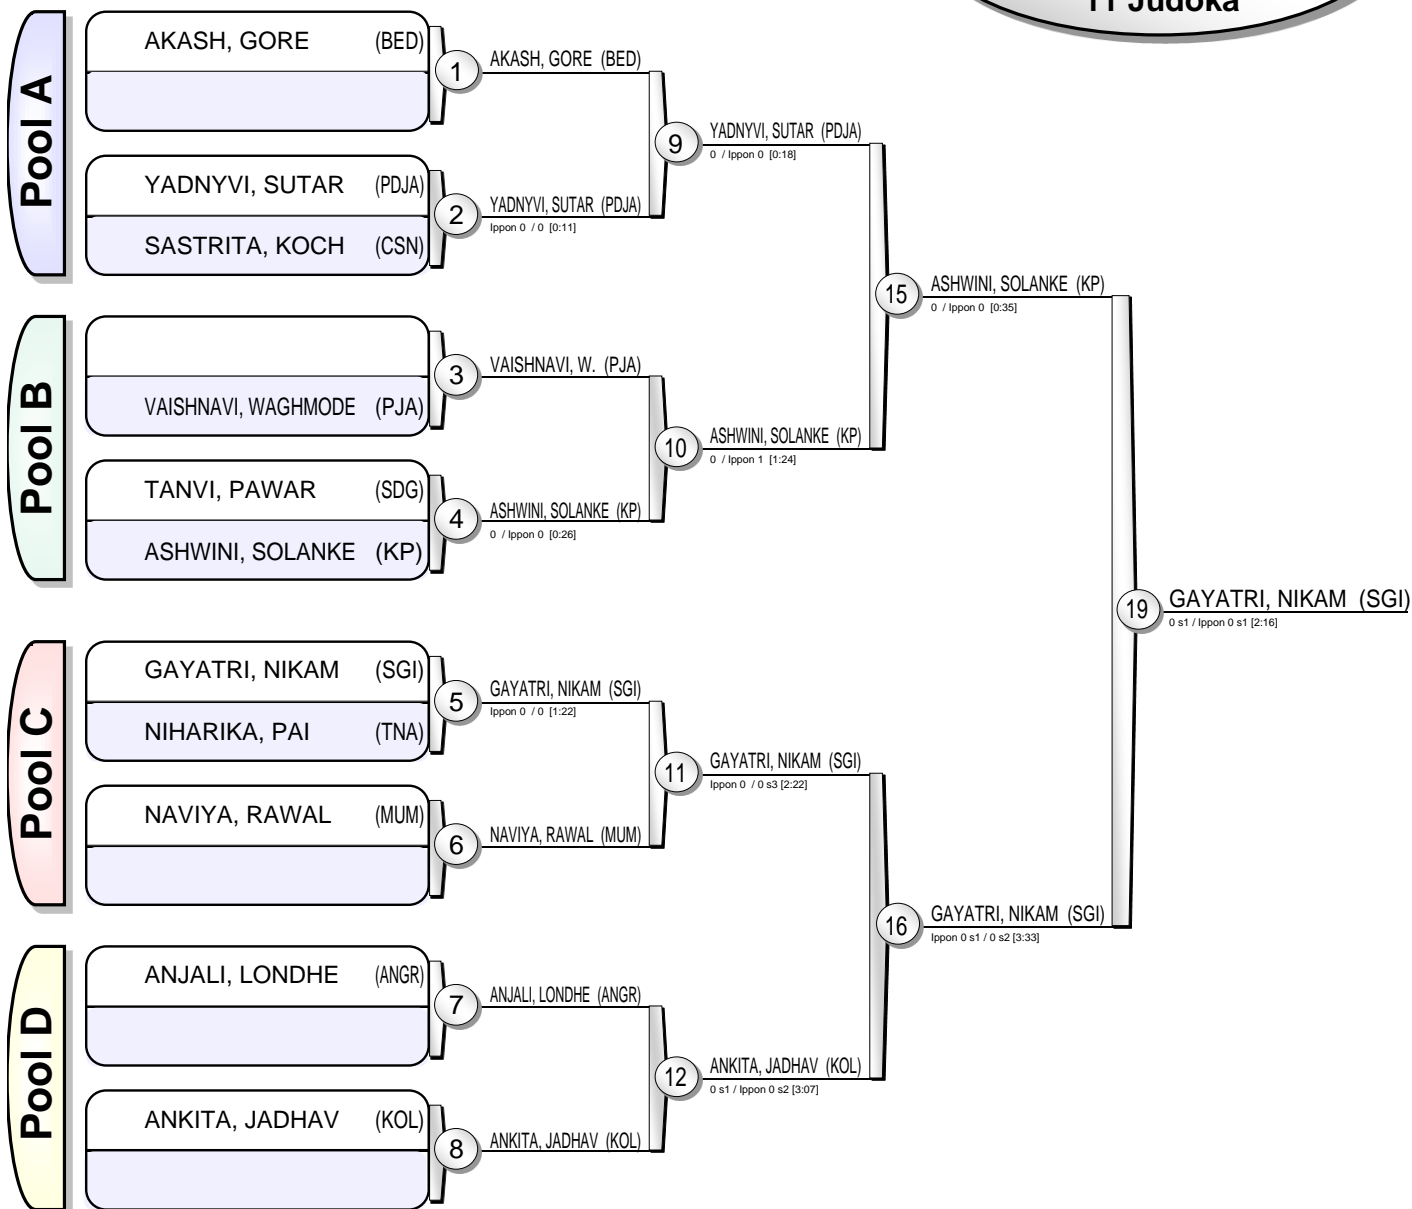 11 Judoka
Pool A
AKASH, GORE (BED)
1
AKASH, GORE (BED)
YADNYVI, SUTAR (PDJA)
SASTRITA, KOCH (CSN)
2
YADNYVI, SUTAR (PDJA)
Ippon 0 / 0 [0:11]
9
YADNYVI, SUTAR (PDJA)
0 / Ippon 0 [0:18]
Pool B
VAISHNAVI, WAGHMODE (PJA)
3
VAISHNAVI, W. (PJA)
TANVI, PAWAR (SDG)
ASHWINI, SOLANKE (KP)
4
ASHWINI, SOLANKE (KP)
0 / Ippon 0 [0:26]
10
ASHWINI, SOLANKE (KP)
0 / Ippon 1 [1:24]
15
ASHWINI, SOLANKE (KP)
0 / Ippon 0 [0:35]
Pool C
GAYATRI, NIKAM (SGI)
NIHARIKA, PAI (TNA)
5
GAYATRI, NIKAM (SGI)
Ippon 0 / 0 [1:22]
NAVIYA, RAWAL (MUM)
6
NAVIYA, RAWAL (MUM)
11
GAYATRI, NIKAM (SGI)
Ippon 0 / 0 s3 [2:22]
Pool D
ANJALI, LONDHE (ANGR)
7
ANJALI, LONDHE (ANGR)
ANKITA, JADHAV (KOL)
8
ANKITA, JADHAV (KOL)
12
ANKITA, JADHAV (KOL)
0 s1 / Ippon 0 s2 [3:07]
16
GAYATRI, NIKAM (SGI)
Ippon 0 s1 / 0 s2 [3:33]
19
GAYATRI, NIKAM (SGI)
0 s1 / Ippon 0 s1 [2:16]